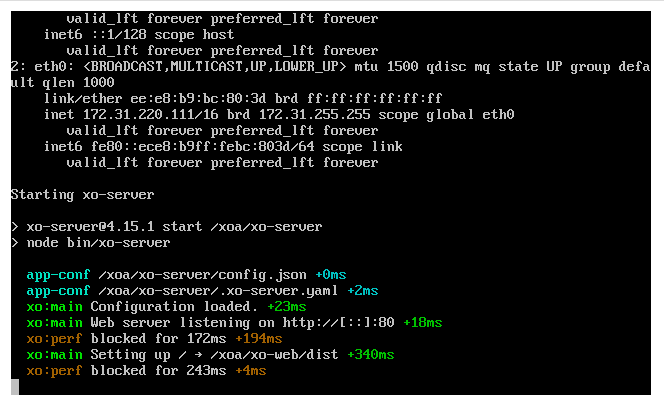 valid_lft forever preferred_lft forever
inet6 ::1/128 scope host
valid_lft forever preferred_lft forever
2: eth0: <BROADCAST,MULTICAST,UP,LOWER_UP> mtu 1500 qdisc mq state UP group defa
ult qlen 1000
link/ether ee:e8:b9:bc:80:3d brd ff:ff:ff:ff:ff:ff
inet 172.31.220.111/16 brd 172.31.255.255 scope global eth0
valid_lft forever preferred_lft forever
inet6 fe80::ece8:b9ff:febc:803d/64 scope link
valid_lft forever preferred_lft forever
Starting xo-server
> xo-server@4.15.1 start /xoa/xo-server
> node bin/xo-server
app-conf /xoa/xo-server/config.json +0ms
app-conf /xoa/xo-server/.xo-server.yaml +2ms
xo:main Configuration loaded. +23ms
xo:main Web server listening on http://[::]:80 +18ms
xo:perf blocked for 172ms +194ms
xo:main Setting up / → /xoa/xo-web/dist +340ms
xo:perf blocked for 243ms +4ms